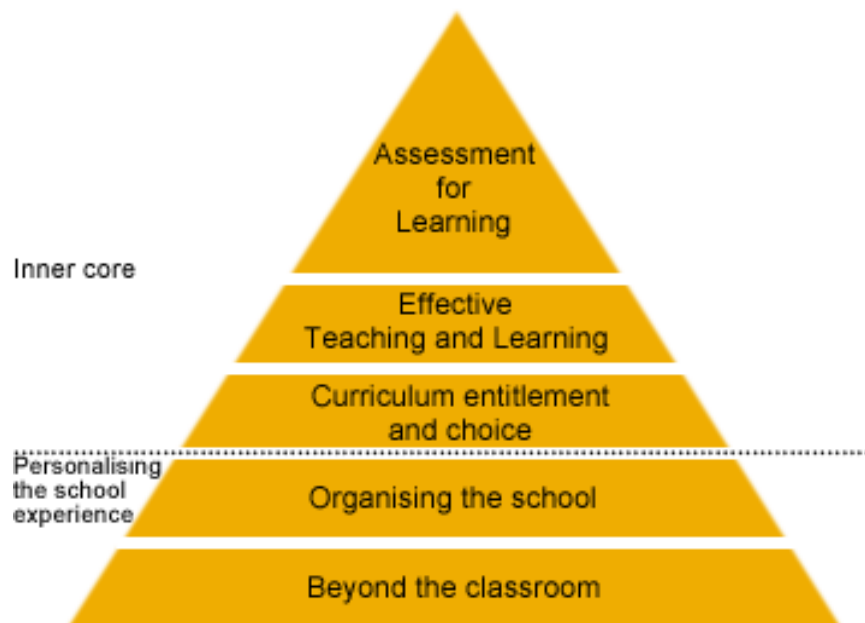 Assessment
for
Learning
Inner core
Effective
Teaching and Learning
Curriculum entitlement
and choice
Personalising
the school
experience
Organising the school
Beyond the classroom